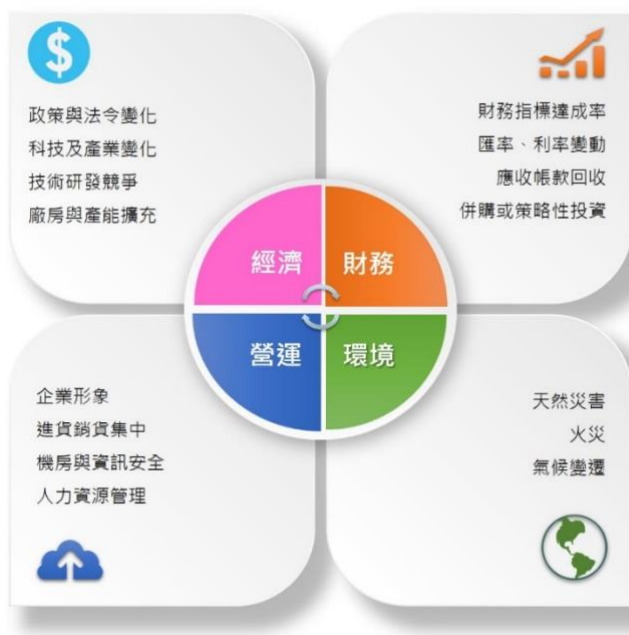 $
政策與法令變化
科技及產業變化
技術研發競爭
廠房與產能擴充
財務指標達成率
匯率、利率變動
應收帳款回收
併購或策略性投資
經濟
財務
營運
環境
企業形象
進貨銷貨集中
機房與資訊安全
人力資源管理
天然災害
火災
氣候變遷